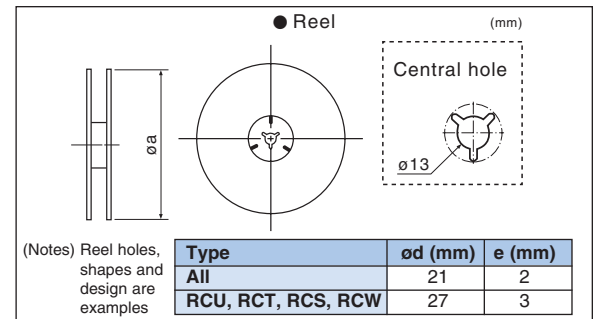 ● Reel
(mm)
Central hole
øa
ø13
(Notes) Reel holes,
shapes and
design are
examples
Type ød (mm) e (mm)
All 21 2
RCU, RCT, RCS, RCW 27 3